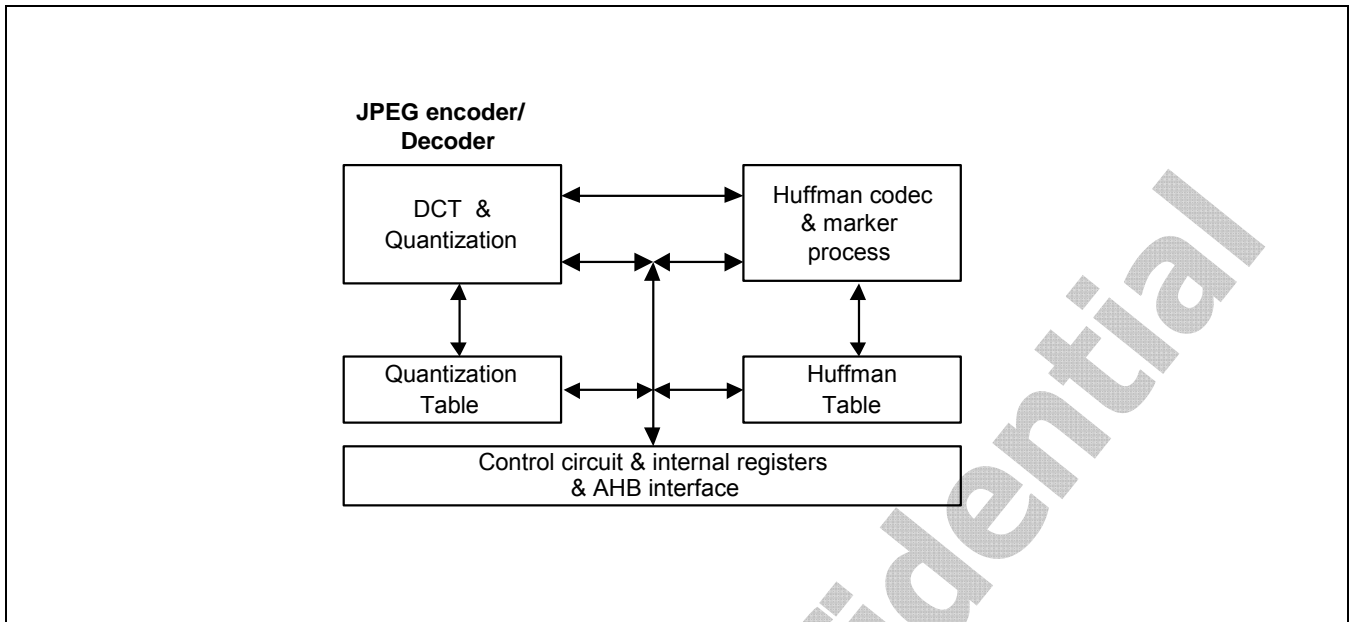 JPEG encoder/
Decoder
DCT &
Quantization
Huffman codec
& marker
process
Quantization
Table
Huffman
Table
Control circuit & internal registers
& AHB interface
fidential